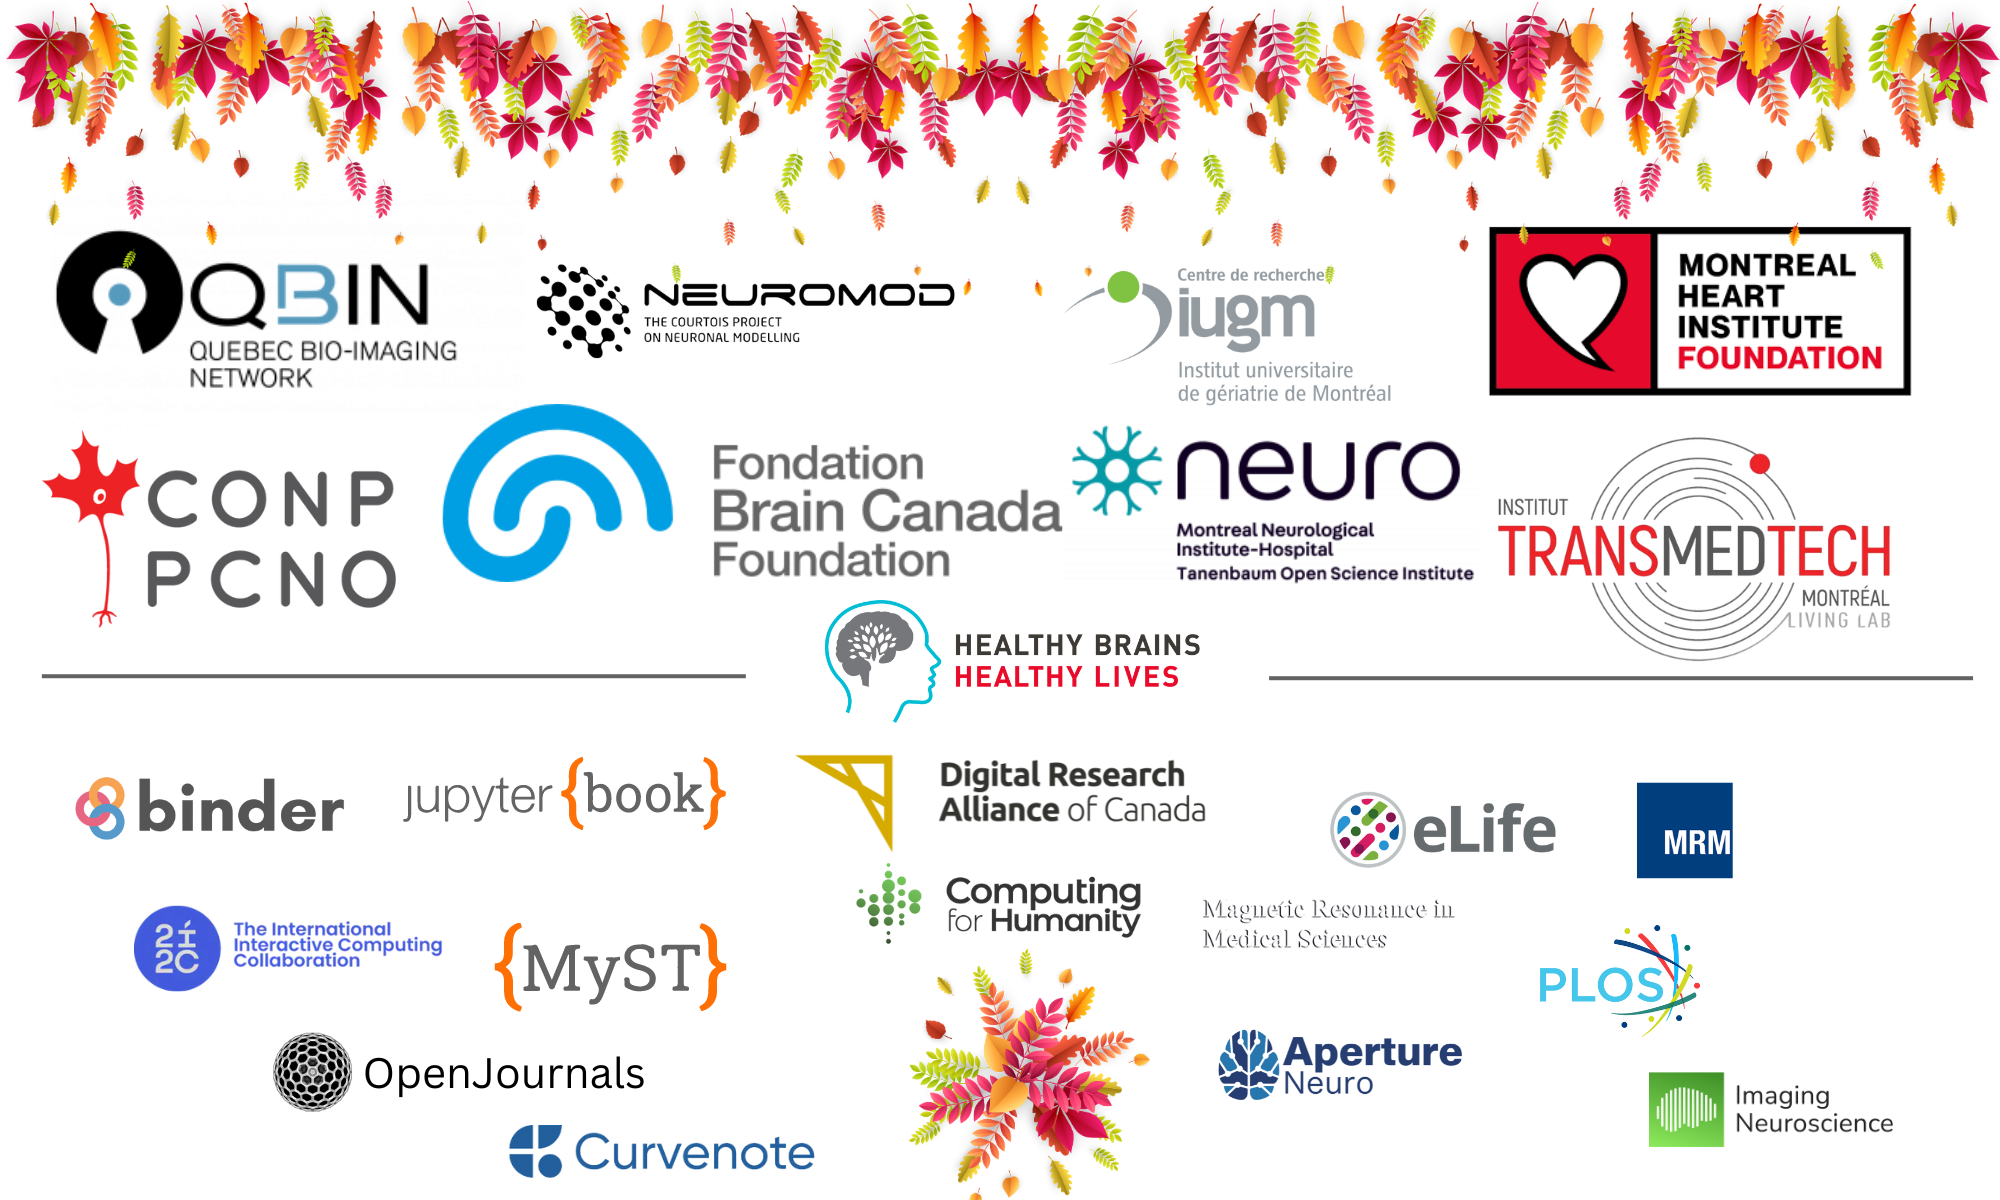 QBIN
QUEBEC BIO-IMAGING
NETWORK
NEUROMOD
THE COURTOIS PROJECT
ON NEURONAL MODELLING
Centre de recherche
iugm
Institut universitaire
de gériatrie de Montréal
MONTREAL
HEART
INSTITUTE
FOUNDATION
CONP
PCNO
Fondation
Brain Canada
Foundation
neuro
Montreal Neurological
Institute-Hospital
Tanenbaum Open Science Institute
INSTITUT
TRANSMEDTECH
MONTRÉAL
LIVING LAB
HEALTHY BRAINS
HEALTHY LIVES
binder
jupyter {book}
Digital Research
Alliance of Canada
eLife
MRM
2i2C
The International
Interactive Computing
Collaboration
{MyST}
Computing
for Humanity
Magnetic Resonance in
Medical Sciences
PLOS
OpenJournals
Aperture
Neuro
Imaging
Neuroscience
Curvenote